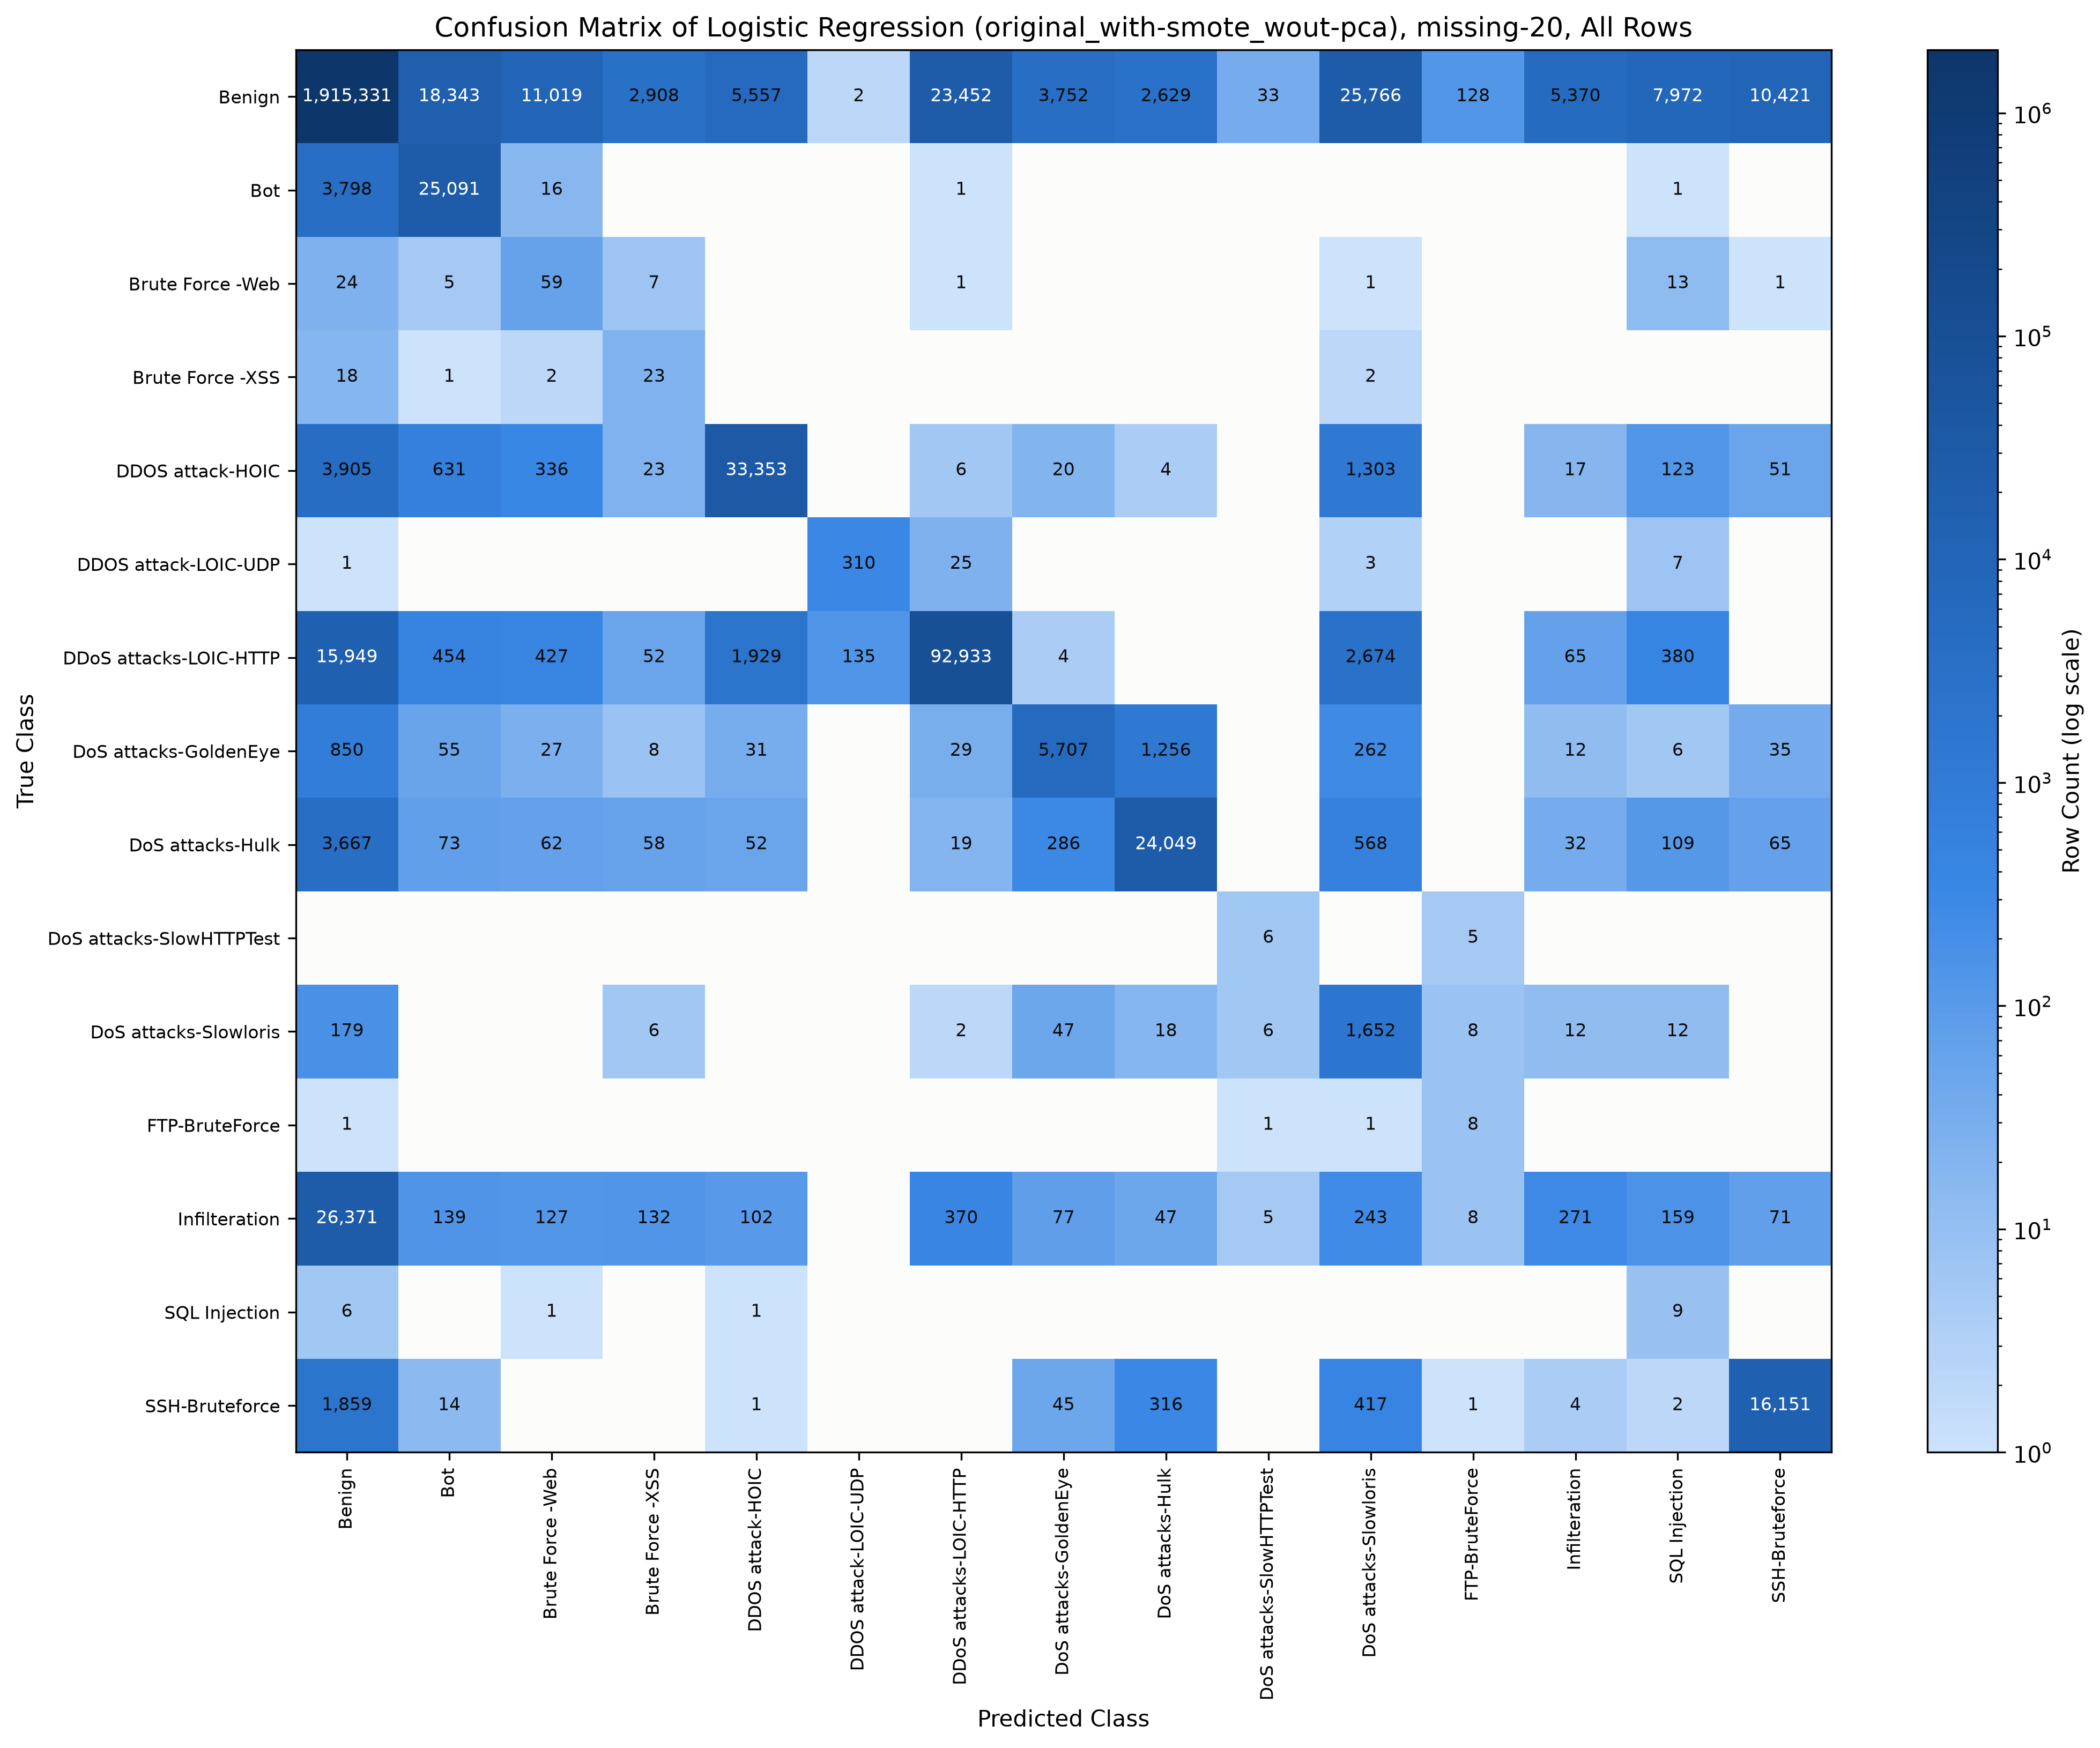 Confusion Matrix of Logistic Regression (original_with-smote_wout-pca), missing-20, All Rows
True Class
Benign 1,915,331 18,343 11,019 2,908 5,557 2 23,452 3,752 2,629 33 25,766 128 5,370 7,972 10,421
Bot 3,798 25,091 16 1 1
Brute Force -Web 24 5 59 7 1 1 13 1
Brute Force -XSS 18 1 2 23 2
DDOS attack-HOIC 3,905 631 336 23 33,353 6 20 4 1,303 17 123 51
DDOS attack-LOIC-UDP 1 310 25 3 7
DDoS attacks-LOIC-HTTP 15,949 454 427 52 1,929 135 92,933 4 2,674 65 380
DoS attacks-GoldenEye 850 55 27 8 31 29 5,707 1,256 262 12 6 35
DoS attacks-Hulk 3,667 73 62 58 52 19 286 24,049 568 32 109 65
DoS attacks-SlowHTTPTest 6 5
DoS attacks-Slowloris 179 6 2 47 18 6 1,652 8 12 12
FTP-BruteForce 1 1 1 8
Infilteration 26,371 139 127 132 102 370 77 47 5 243 8 271 159 71
SQL Injection 6 1 1 9
SSH-Bruteforce 1,859 14 1 45 316 417 1 4 2 16,151
Benign
Bot
Brute Force -Web
Brute Force -XSS
DDOS attack-HOIC
DDOS attack-LOIC-UDP
DDoS attacks-LOIC-HTTP
DoS attacks-GoldenEye
DoS attacks-Hulk
DoS attacks-SlowHTTPTest
DoS attacks-Slowloris
FTP-BruteForce
Infilteration
SQL Injection
SSH-Bruteforce
Predicted Class
10⁶
10⁵
10⁴
10³
10²
10¹
10⁰
Row Count (log scale)